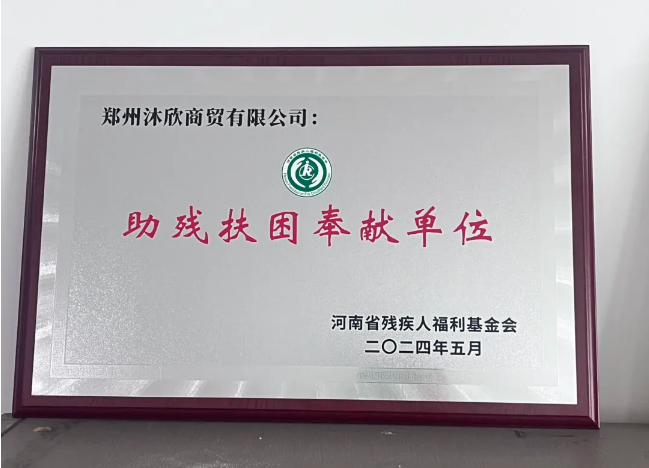 郑州沐欣商贸有限公司：
助残扶困奉献单位
河南省残疾人福利基金会
二〇二四年五月